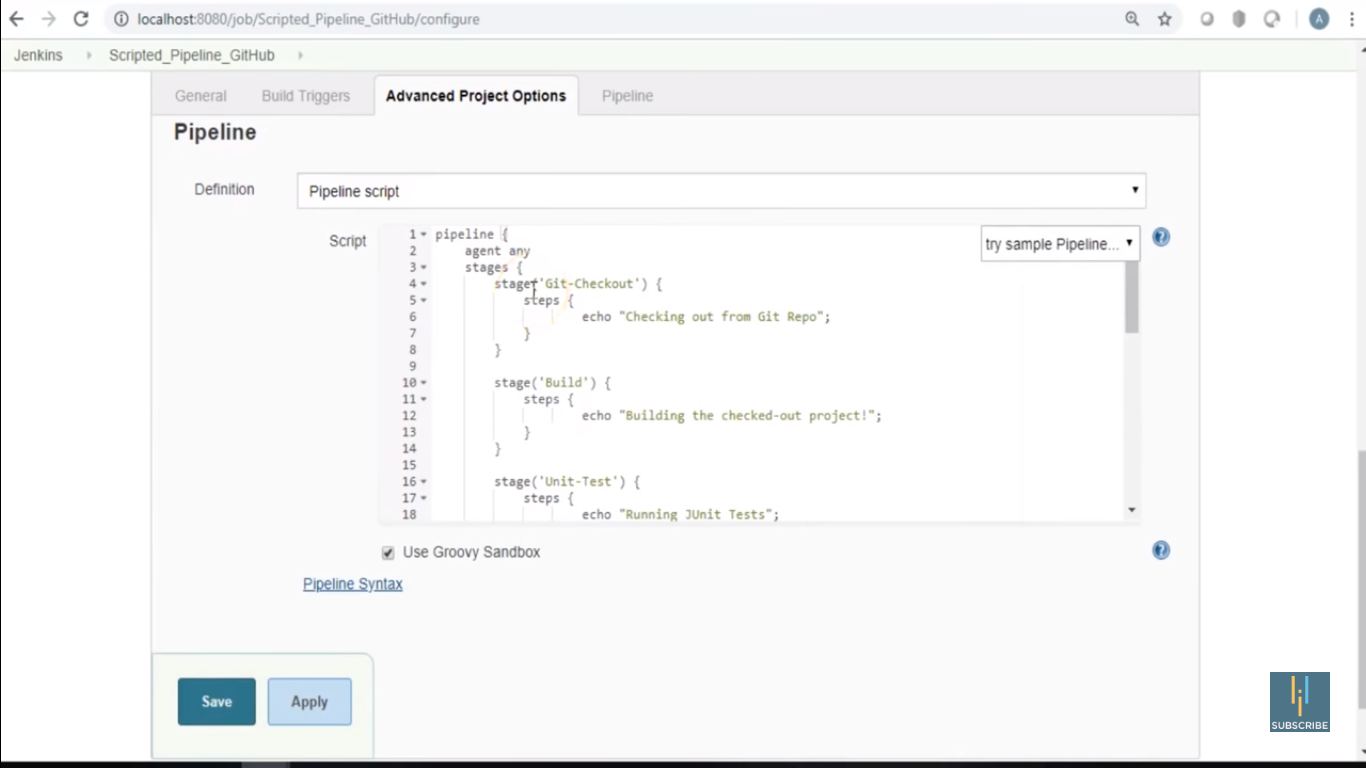 localhost:8080/job/Scripted_Pipeline_GitHub/configure
A
Jenkins Scripted_Pipeline_GitHub
General Build Triggers Advanced Project Options Pipeline
Pipeline
Definition Pipeline script
Script
try sample Pipeline...
1 pipeline {
2 agent any
3 stages {
4 stage('Git-Checkout') {
5 steps {
6 echo "Checking out from Git Repo";
7 }
8 }
9
10 stage('Build') {
11 steps {
12 echo "Building the checked-out project!";
13 }
14 }
15
16 stage('Unit-Test') {
17 steps {
18 echo "Running JUnit Tests";
Use Groovy Sandbox
Pipeline Syntax
Save Apply
SUBSCRIBE